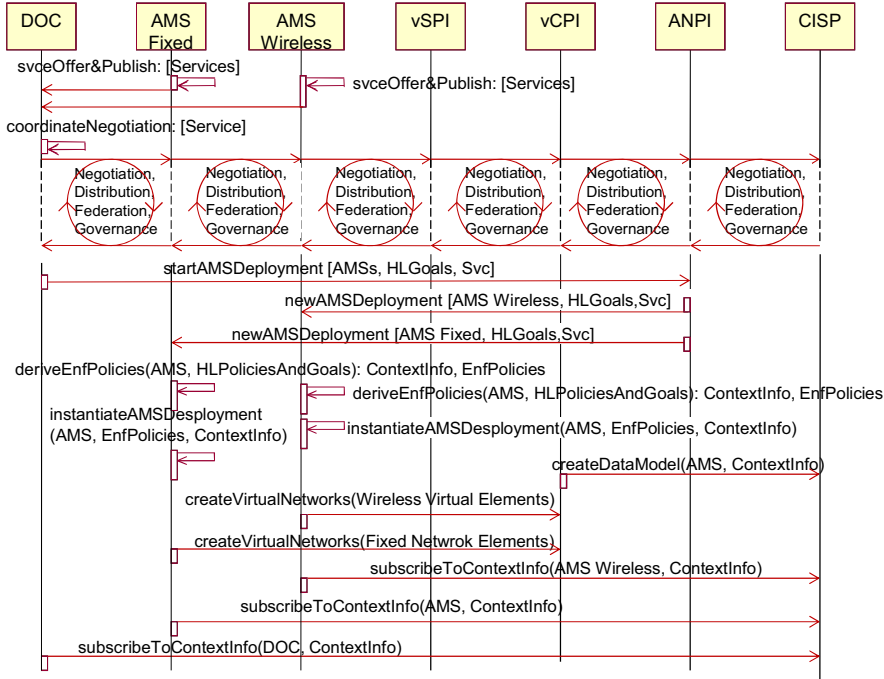 DOC
AMS
Fixed
AMS
Wireless
vSPI
vCPI
ANPI
CISP
svceOffer&Publish: [Services]
svceOffer&Publish: [Services]
coordinateNegotiation: [Service]
Negotiation,
Distribution,
Federation,
Governance
Negotiation,
Distribution,
Federation,
Governance
Negotiation,
Distribution,
Federation,
Governance
Negotiation,
Distribution,
Federation,
Governance
Negotiation,
Distribution,
Federation,
Governance
Negotiation,
Distribution,
Federation,
Governance
startAMSDeployment [AMSs, HLGoals, Svc]
newAMSDeployment [AMS Wireless, HLGoals,Svc]
newAMSDeployment [AMS Fixed, HLGoals,Svc]
deriveEnfPolicies(AMS, HLPoliciesAndGoals): ContextInfo, EnfPolicies
deriveEnfPolicies(AMS, HLPoliciesAndGoals): ContextInfo, EnfPolicies
instantiateAMSDesployment
(AMS, EnfPolicies, ContextInfo)
instantiateAMSDesployment(AMS, EnfPolicies, ContextInfo)
createDataModel(AMS, ContextInfo)
createVirtualNetworks(Wireless Virtual Elements)
createVirtualNetworks(Fixed Netwrok Elements)
subscribeToContextInfo(AMS Wireless, ContextInfo)
subscribeToContextInfo(AMS, ContextInfo)
subscribeToContextInfo(DOC, ContextInfo)